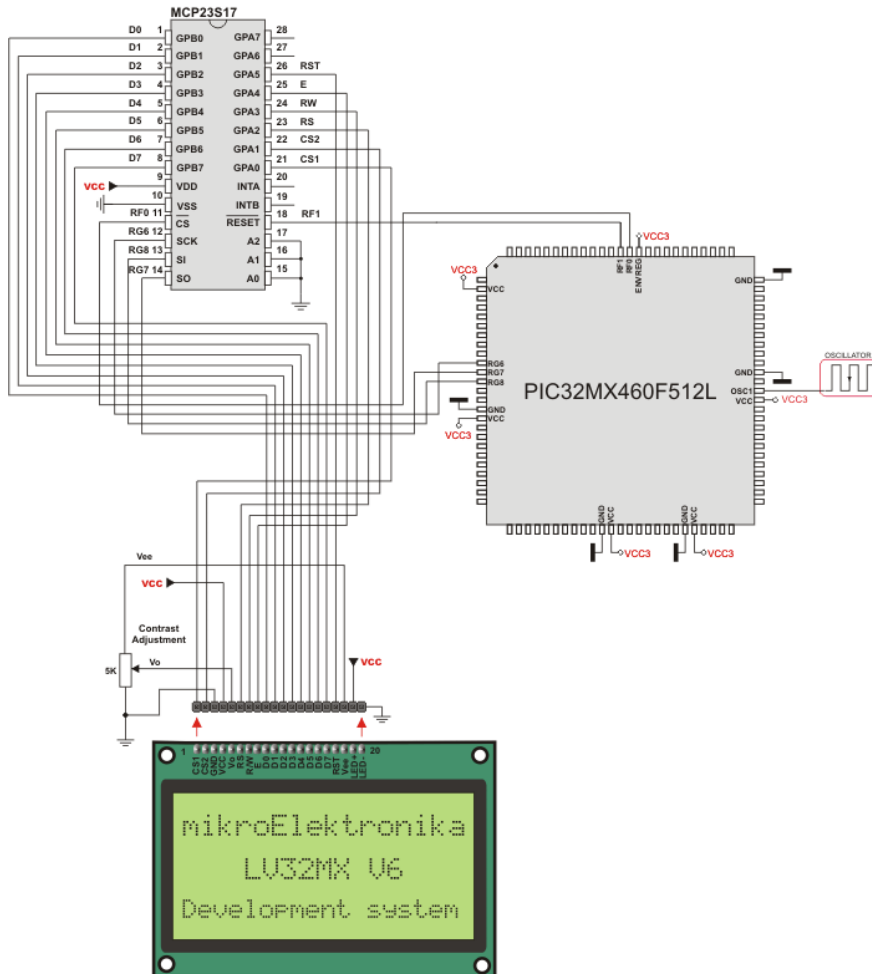 MCP23S17
D0 1 GPB0 GPA7 28
D1 2 GPB1 GPA6 27
D2 3 GPB2 GPA5 26 RST
D3 4 GPB3 GPA4 25 E
D4 5 GPB4 GPA3 24 RW
D5 6 GPB5 GPA2 23 RS
D6 7 GPB6 GPA1 22 CS2
D7 8 GPB7 GPA0 21 CS1
vcc 9 VDD INTA 20
10 VSS INTB 19
RF0 11 CS RESET 18 RF1
RG6 12 SCK A2 17
RG8 13 SI A1 16
RG7 14 SO A0 15
VCC3
RF1
RF0
ENVREG
VCC3
VCC
GND
RG6
RG7
RG8
GND
VCC
VCC3
PIC32MX460F512L
GND
OSC1
VCC
VCC3
OSCILLATOR
GND
VCC
VCC3
GND
VCC
VCC3
Vee
vcc
Contrast
Adjustment
5K
Vo
vcc
1
20
CS1
CS2
GND
VCC
Vo
RS
R/W
E
D0
D1
D2
D3
D4
D5
D6
D7
RST
Vee
LED+
LED-
mikroElektronika
LV32MX V6
Development system